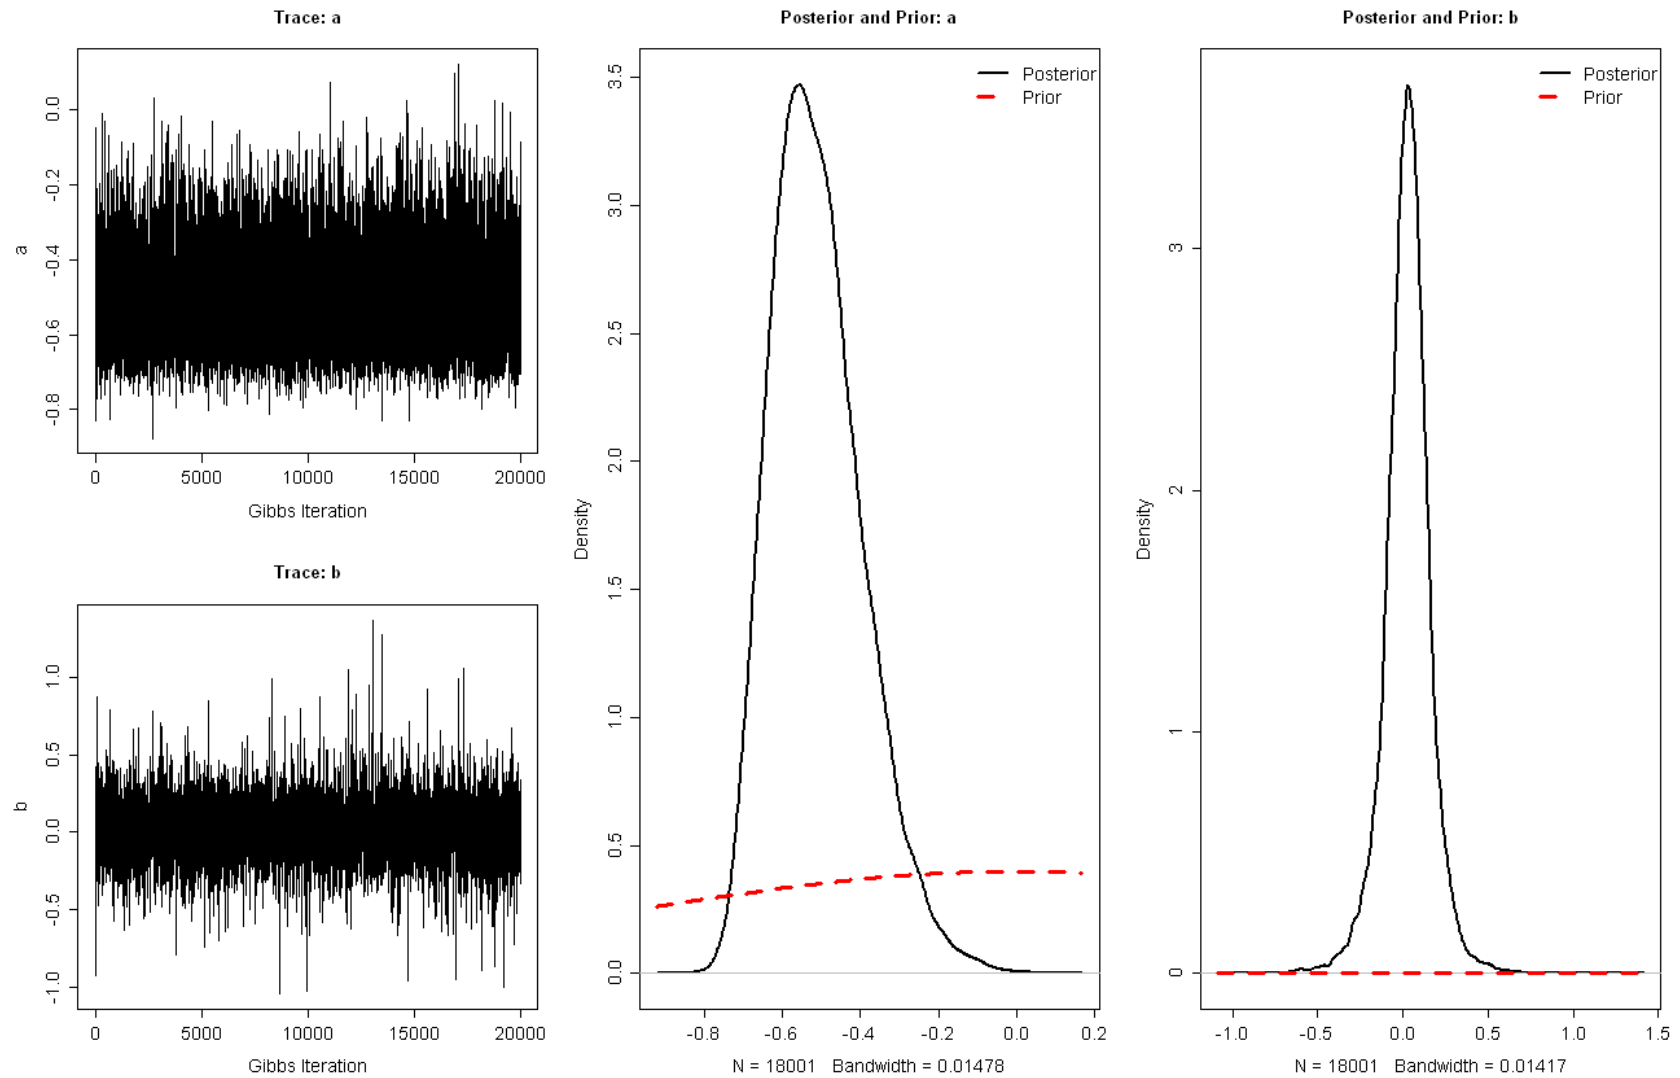 Trace: a
a
0.0
-0.2
-0.4
-0.6
-0.8
0 5000 10000 15000 20000
Gibbs Iteration
Trace: b
b
1.0
0.5
0.0
-0.5
-1.0
0 5000 10000 15000 20000
Gibbs Iteration
Posterior and Prior: a
Posterior
Prior
Density
3.5
3.0
2.5
2.0
1.5
1.0
0.5
0.0
-0.8 -0.6 -0.4 -0.2 0.0 0.2
N = 18001 Bandwidth = 0.01478
Posterior and Prior: b
Posterior
Prior
Density
3
2
1
0
-1.0 -0.5 0.0 0.5 1.0 1.5
N = 18001 Bandwidth = 0.01417